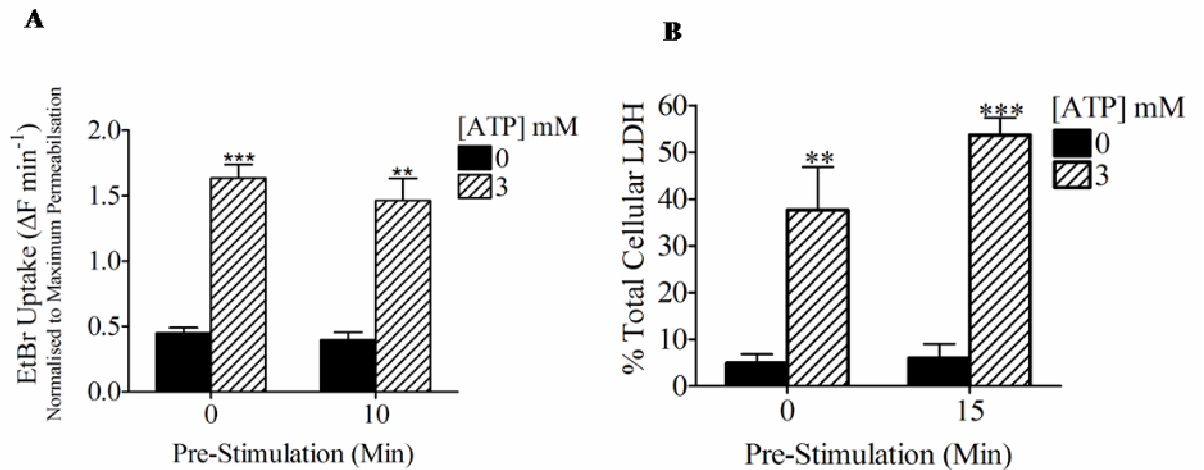 A
EtBr Uptake (ΔF min⁻¹)
Normalised to Maximum Permeabilsation
2.0
1.5
1.0
0.5
0.0
***
**
0
10
Pre-Stimulation (Min)
[ATP] mM
0
3
B
% Total Cellular LDH
60
50
40
30
20
10
0
**
***
0
15
Pre-Stimulation (Min)
[ATP] mM
0
3